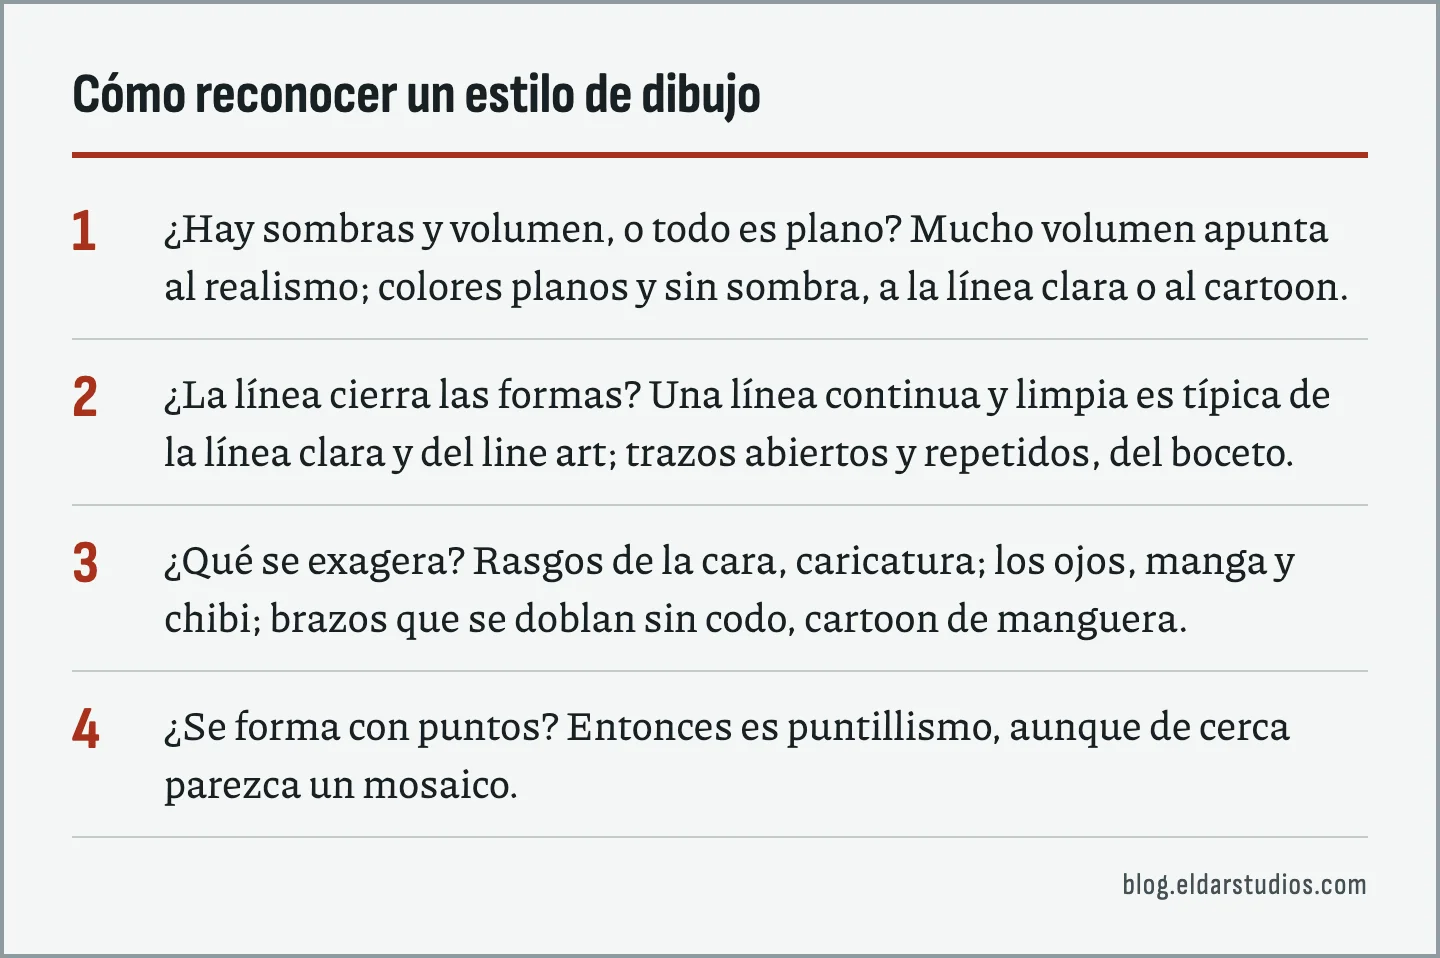 Cómo reconocer un estilo de dibujo
1
¿Hay sombras y volumen, o todo es plano? Mucho volumen apunta
al realismo; colores planos y sin sombra, a la línea clara o al cartoon.
2
¿La línea cierra las formas? Una línea continua y limpia es típica de
la línea clara y del line art; trazos abiertos y repetidos, del boceto.
3
¿Qué se exagera? Rasgos de la cara, caricatura; los ojos, manga y
chibi; brazos que se doblan sin codo, cartoon de manguera.
4
¿Se forma con puntos? Entonces es puntillismo, aunque de cerca
parezca un mosaico.
blog.eldarstudios.com